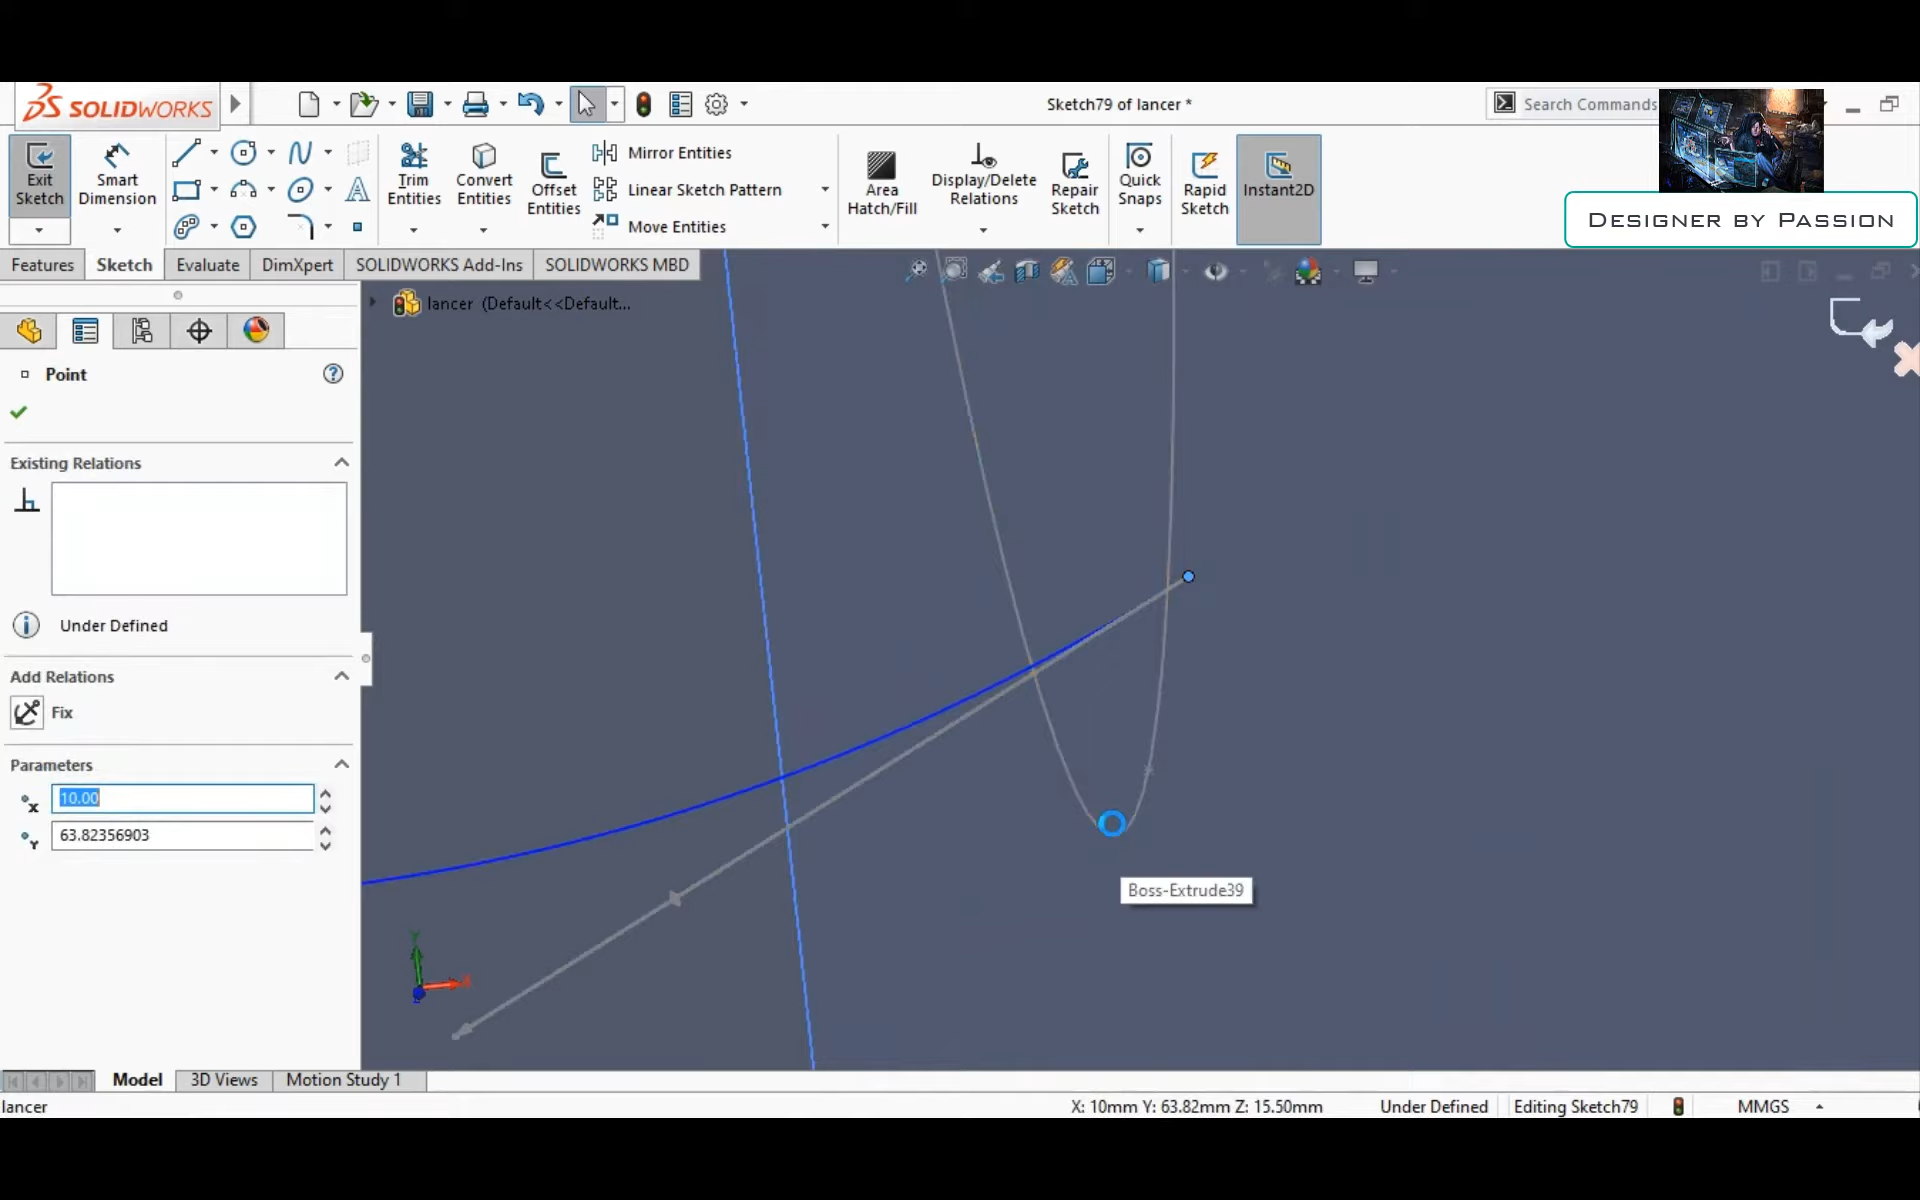 SOLIDWORKS
Sketch79 of lancer *
Search Commands
Exit Sketch
Smart Dimension
Trim Entities
Convert Entities
Offset Entities
Mirror Entities
Linear Sketch Pattern
Move Entities
Area Hatch/Fill
Display/Delete Relations
Repair Sketch
Quick Snaps
Rapid Sketch
Instant2D
DESIGNER BY PASSION
Features
Sketch
Evaluate
DimXpert
SOLIDWORKS Add-Ins
SOLIDWORKS MBD
lancer (Default<<Default...
Point
Existing Relations
Under Defined
Add Relations
Fix
Parameters
X
10.00
Y
63.82356903
Boss-Extrude39
Model
3D Views
Motion Study 1
lancer
X: 10mm Y: 63.82mm Z: 15.50mm
Under Defined
Editing Sketch79
MMGS